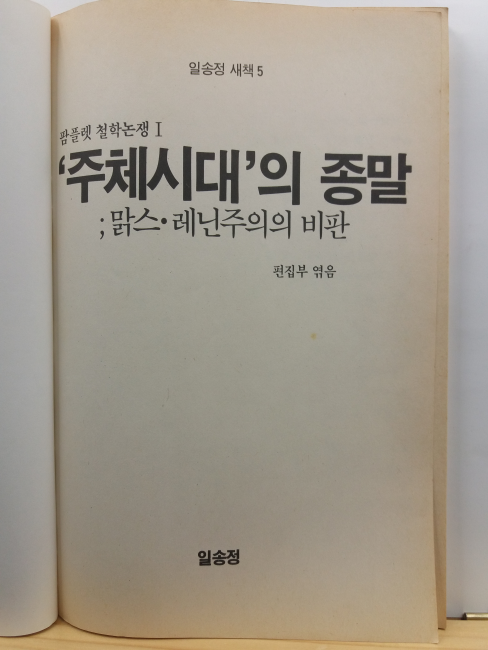 일송정 새책 5
팜플렛 철학논쟁 I
‘주체시대’의 종말
; 맑스·레닌주의의 비판
편집부 엮음
일송정